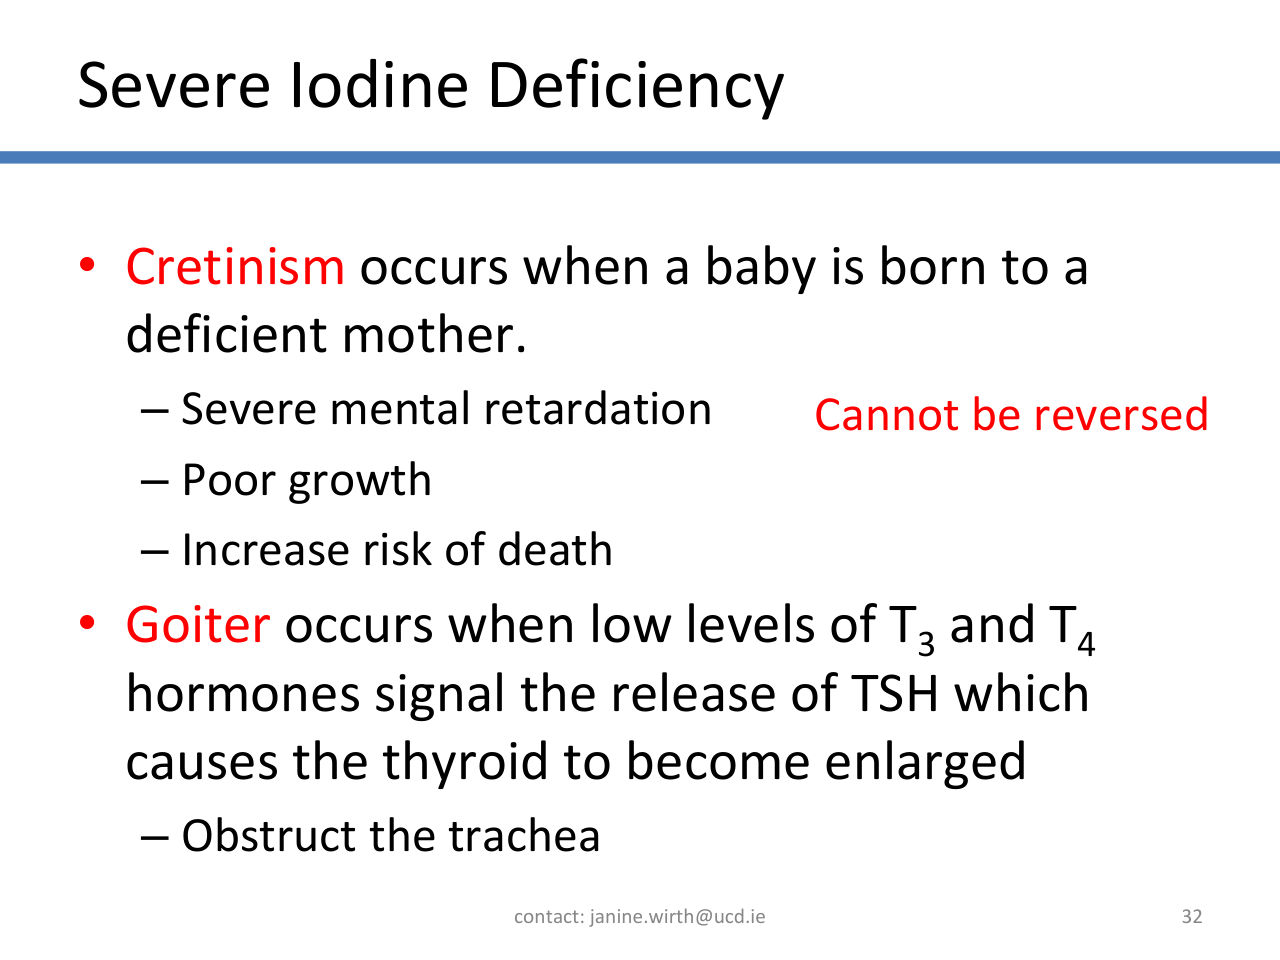 Severe Iodine Deficiency
• Cretinism occurs when a baby is born to a
deficient mother.
– Severe mental retardation
Cannot be reversed
– Poor growth
– Increase risk of death
• Goiter occurs when low levels of T₃ and T₄
hormones signal the release of TSH which
causes the thyroid to become enlarged
– Obstruct the trachea
contact: janine.wirth@ucd.ie
32